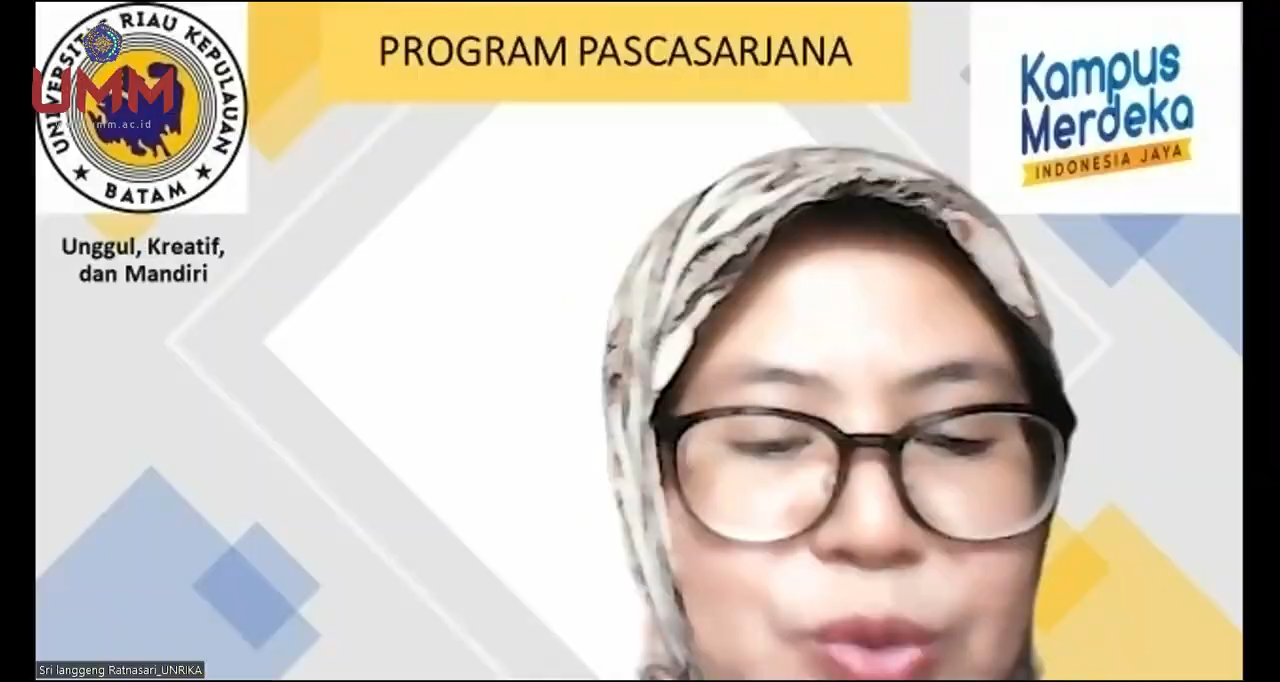 PROGRAM PASCASARJANA
UNIVERSITAS RIAU KEPULAUAN
BATAM
UMM
mm.ac.id
Unggul, Kreatif,
dan Mandiri
Kampus
Merdeka
INDONESIA JAYA
Sri langgeng Ratnasari_UNRIKA